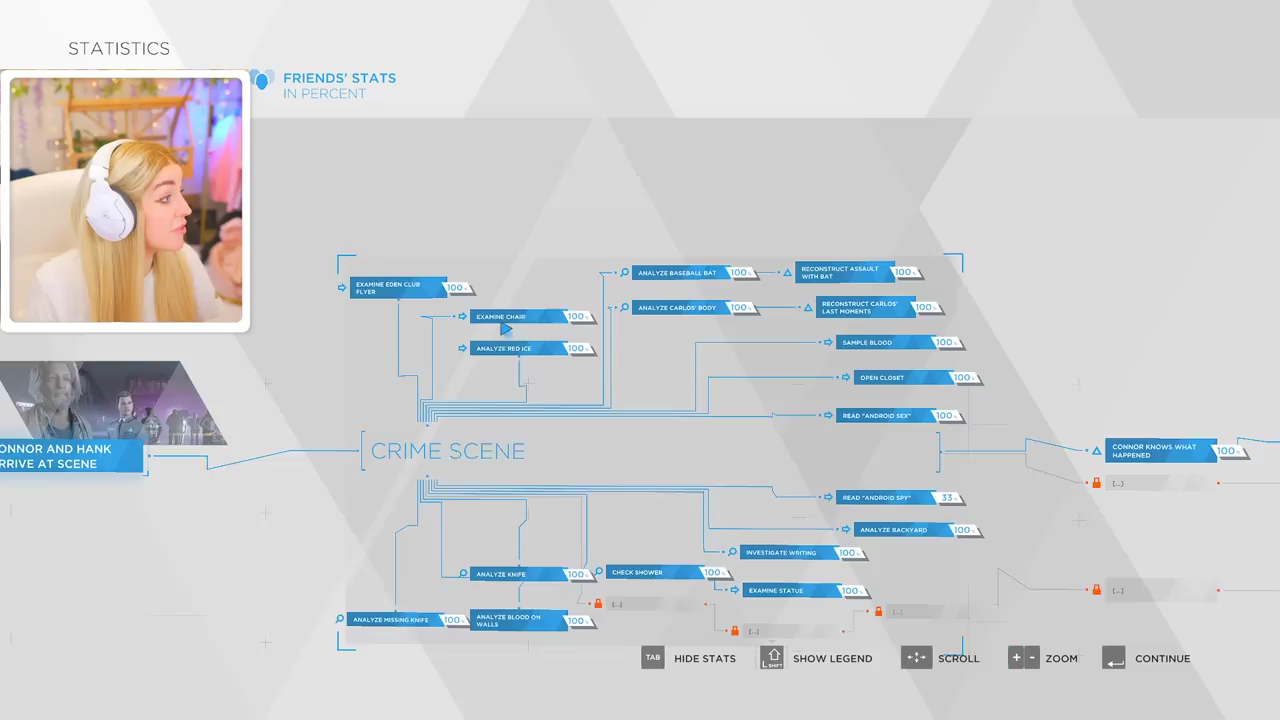 STATISTICS
FRIENDS' STATS
IN PERCENT
EXAMINE EDEN CLUB
FLYER
100%
EXAMINE CHAIR 100%
ANALYZE RED ICE 100%
ANALYZE BASEBALL BAT 100%
RECONSTRUCT ASSAULT
WITH BAT
100%
ANALYZE CARLOS' BODY 100%
RECONSTRUCT CARLOS'
LAST MOMENTS
100%
SAMPLE BLOOD 100%
OPEN CLOSET 100%
READ "ANDROID SEX" 100%
ONNOR AND HANK
RRIVE AT SCENE
CRIME SCENE
CONNOR KNOWS WHAT
HAPPENED
100%
[...]
READ "ANDROID SPY" 33%
ANALYZE BACKYARD 100%
INVESTIGATE WRITING 100%
ANALYZE KNIFE 100%
CHECK SHOWER 100%
EXAMINE STATUE 100%
[...]
[...]
[...]
[...]
ANALYZE MISSING KNIFE 100%
ANALYZE BLOOD ON
WALLS
100%
TAB HIDE STATS
L SHIFT SHOW LEGEND
SCROLL
+ - ZOOM
CONTINUE